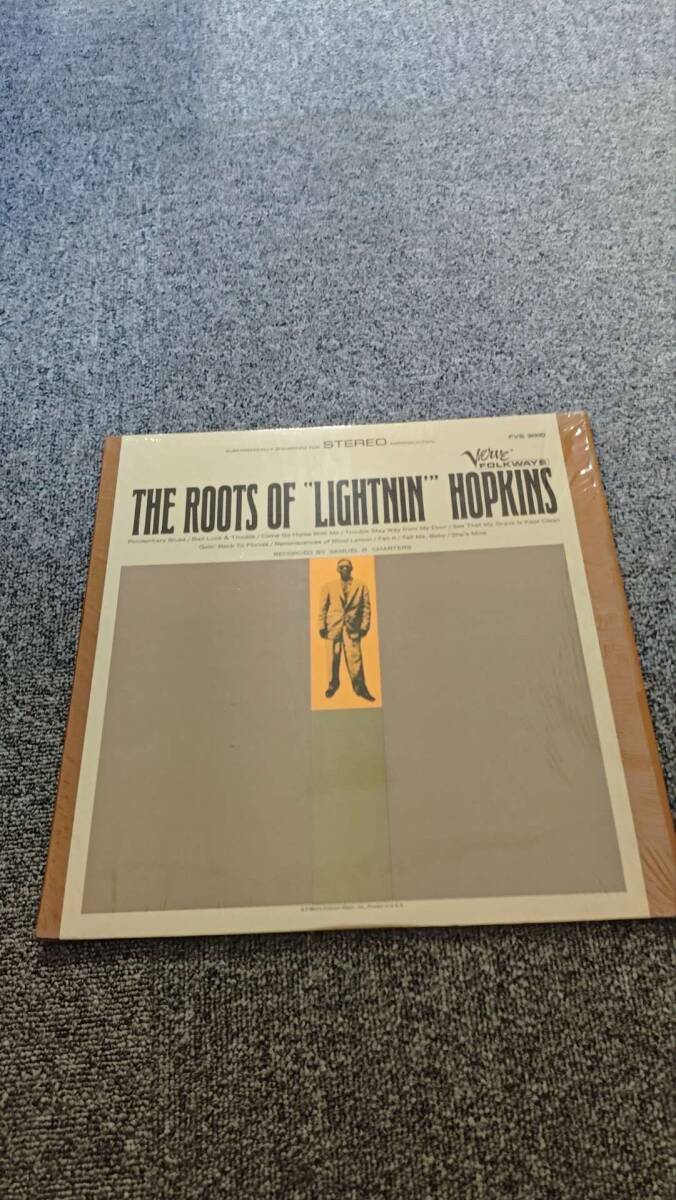 ELECTRONICALLY ENHANCED FOR STEREO REPRODUCTION
FVS 9000
Verve
FOLKWAYS
THE ROOTS OF "LIGHTNIN'" HOPKINS
Penitentiary Blues / Bad Luck & Trouble / Come Go Home With Me / Trouble Stay Way from My Door / See That My Grave Is Kept Clean
Goin' Back To Florida / Reminiscences of Blind Lemon / Fan It / Tell Me, Baby / She's Mine
RECORDED BY SAMUEL B. CHARTERS